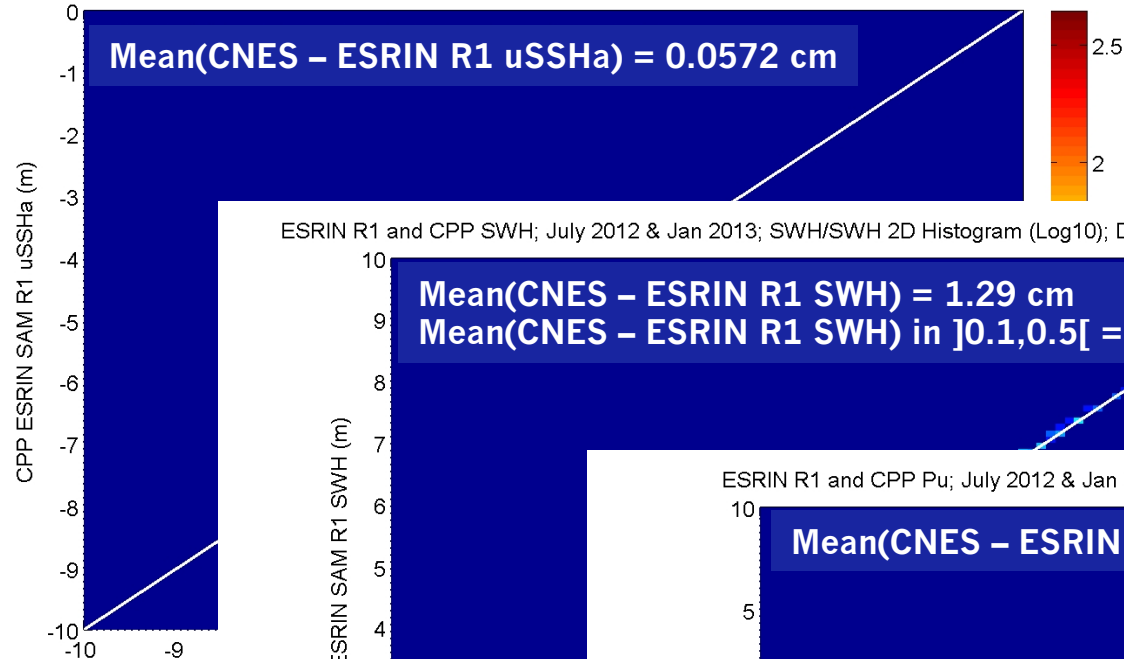 0
Mean(CNES – ESRIN R1 uSSHa) = 0.0572 cm
-1
-2
-3
-4
-5
-6
-7
-8
-9
-10
-10 -9
CPP ESRIN SAM R1 uSSHa (m)
2.5
2
ESRIN R1 and CPP SWH; July 2012 & Jan 2013; SWH/SWH 2D Histogram (Log10);
10
Mean(CNES – ESRIN R1 SWH) = 1.29 cm
Mean(CNES – ESRIN R1 SWH) in ]0.1,0.5[ =
9
8
7
6
5
4
ESRIN SAM R1 SWH (m)
ESRIN R1 and CPP Pu; July 2012 & Jan
10
Mean(CNES – ESRIN
5